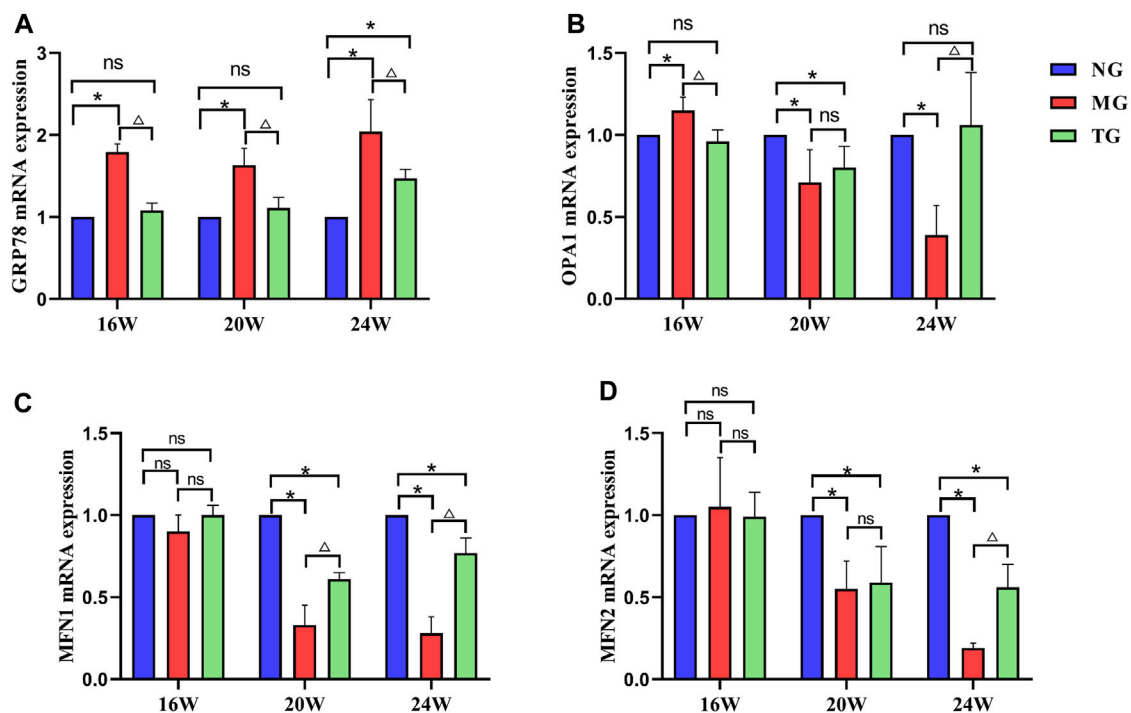 A
GRP78 mRNA expression
3
2
1
0
ns
*
△
ns
*
△
*
*
△
16W
20W
24W
B
OPA1 mRNA expression
1.5
1.0
0.5
0.0
ns
*
△
*
*
ns
ns
△
*
16W
20W
24W
NG
MG
TG
C
MFN1 mRNA expression
1.5
1.0
0.5
0.0
ns
ns
ns
*
*
△
*
*
△
16W
20W
24W
D
MFN2 mRNA expression
1.5
1.0
0.5
0.0
ns
ns
ns
*
*
ns
*
*
△
16W
20W
24W